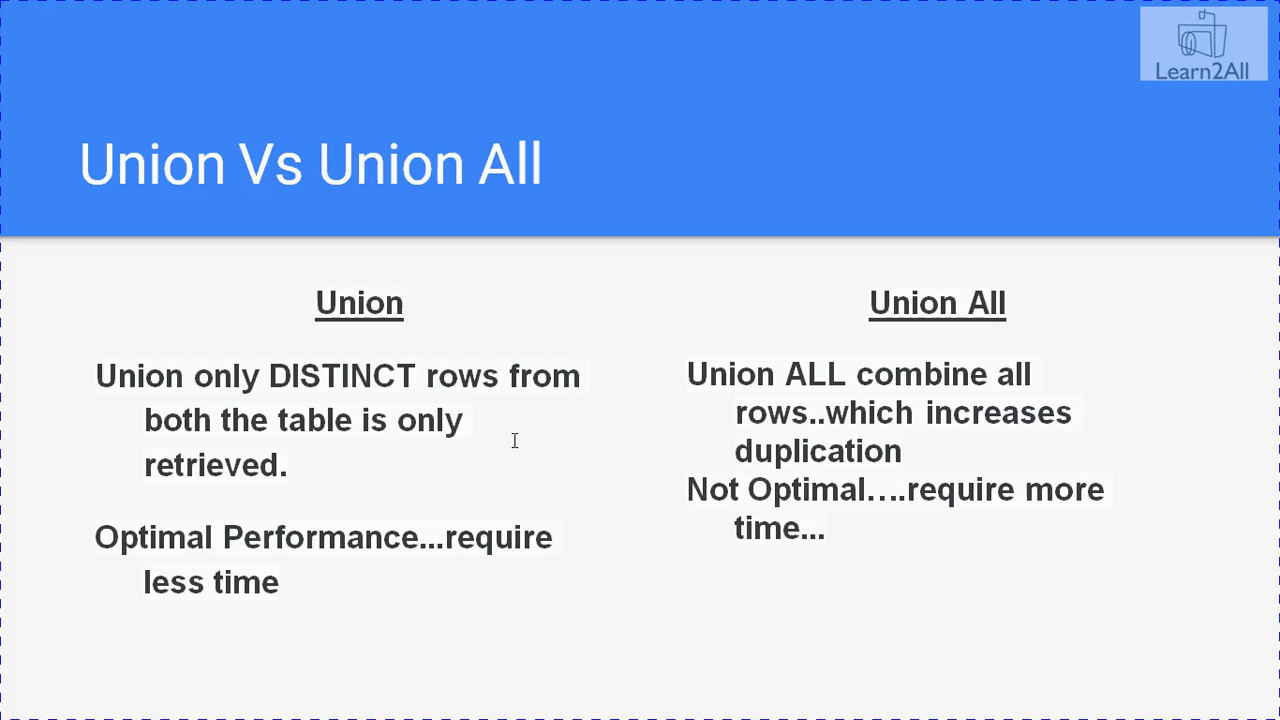 Learn2All
Union Vs Union All
Union
Union only DISTINCT rows from
both the table is only
retrieved.
Optimal Performance...require
less time
Union All
Union ALL combine all
rows..which increases
duplication
Not Optimal….require more
time...